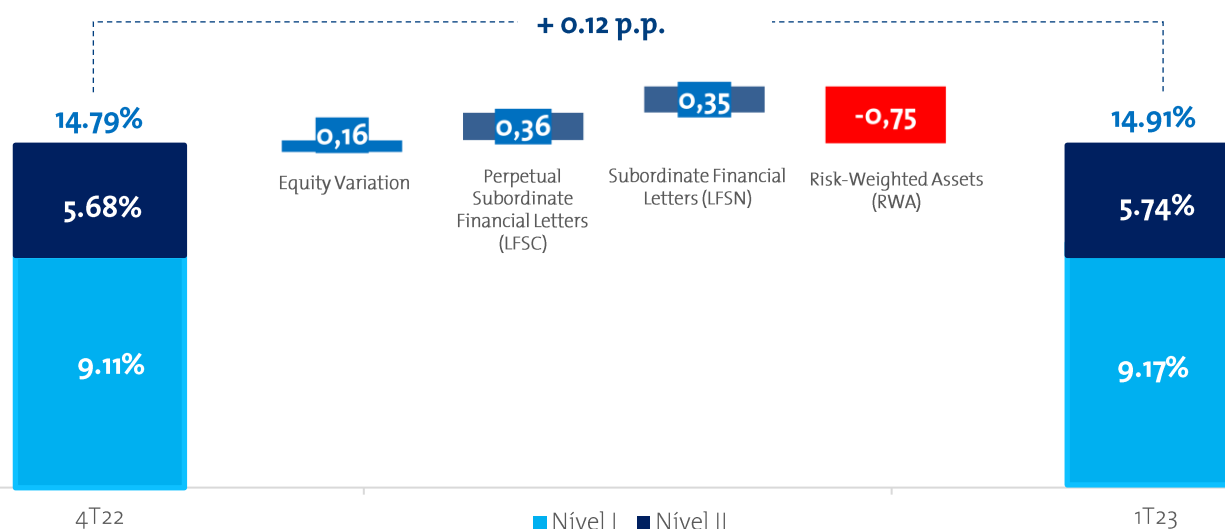 + 0.12 p.p.
14.79%
14.91%
0,16
0,36
0,35
-0,75
Equity Variation
Perpetual
Subordinate
Financial Letters
(LFSC)
Subordinate Financial
Letters (LFSN)
Risk-Weighted Assets
(RWA)
5.68%
5.74%
9.11%
9.17%
4T22
1T23
Nível I
Nível II